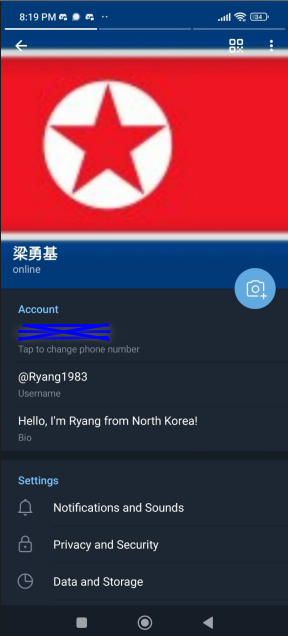 8:19 PM
84
梁勇基
online
Account
Tap to change phone number
@Ryang1983
Username
Hello, I'm Ryang from North Korea!
Bio
Settings
Notifications and Sounds
Privacy and Security
Data and Storage